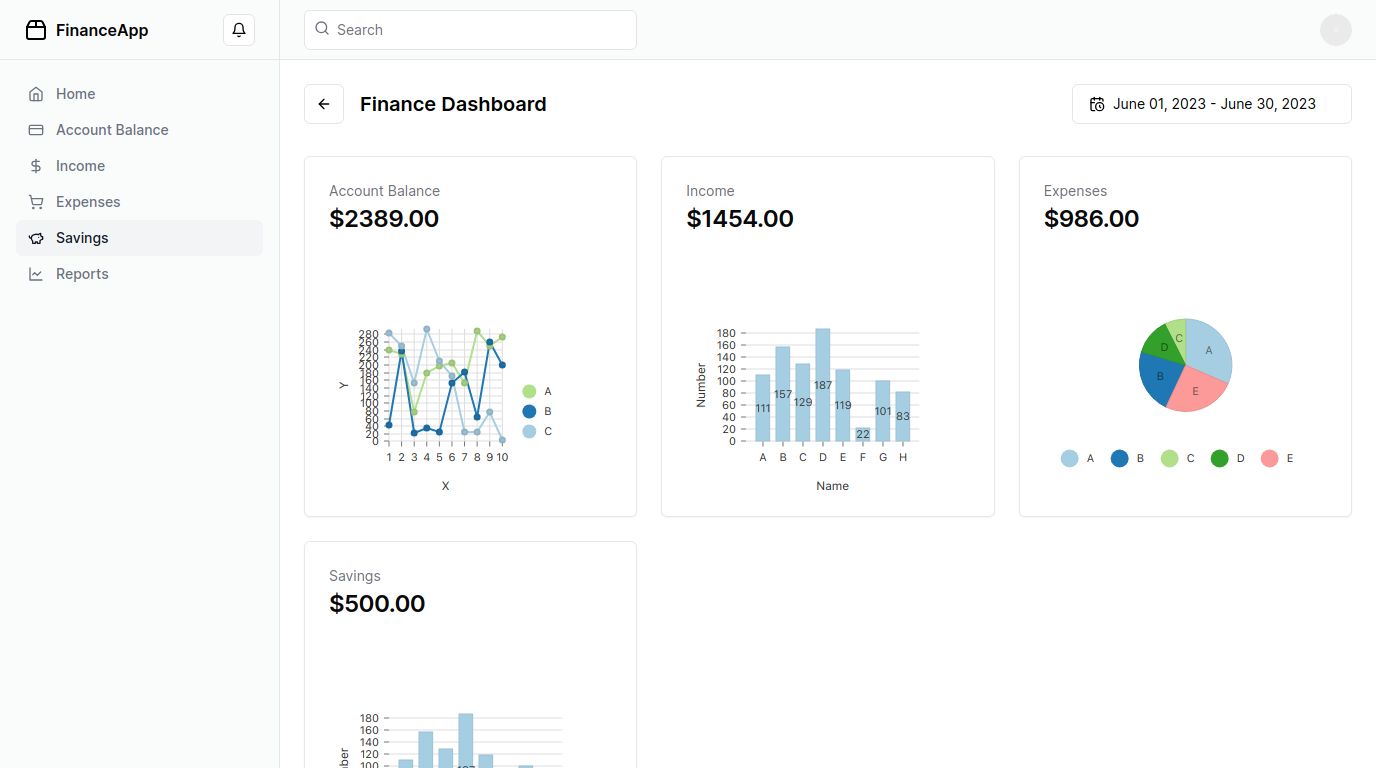 FinanceApp
Search
Home
Account Balance
Income
Expenses
Savings
Reports
Finance Dashboard
June 01, 2023 - June 30, 2023
Account Balance
$2389.00
280
260
240
220
200
180
160
140
120
100
80
60
40
20
0
Y
1 2 3 4 5 6 7 8 9 10
X
A
B
C
Income
$1454.00
180
160
140
120
100
80
60
40
20
0
Number
111 157 129 187 119 22 101 83
A B C D E F G H
Name
Expenses
$986.00
A
B
C
D
E
A B C D E
Savings
$500.00
180
160
140
120